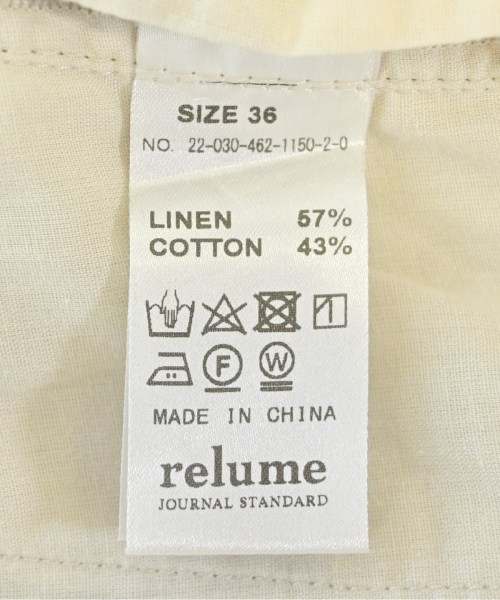 SIZE 36
NO. 22-030-462-1150-2-0
LINEN 57%
COTTON 43%
F W
MADE IN CHINA
relume
JOURNAL STANDARD